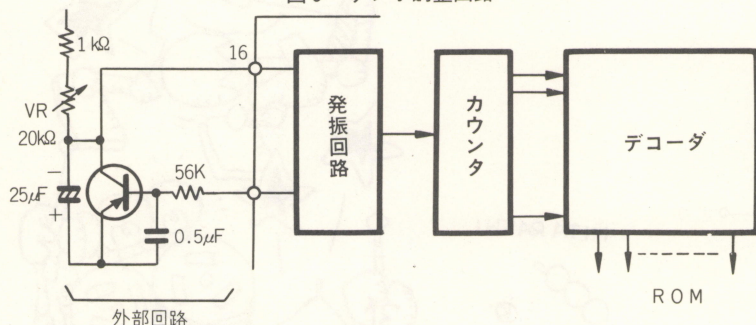 1kΩ
16
VR
20kΩ
発振回路
カウンタ
デコーダ
56K
−
25μF
+
0.5μF
ROM
外部回路